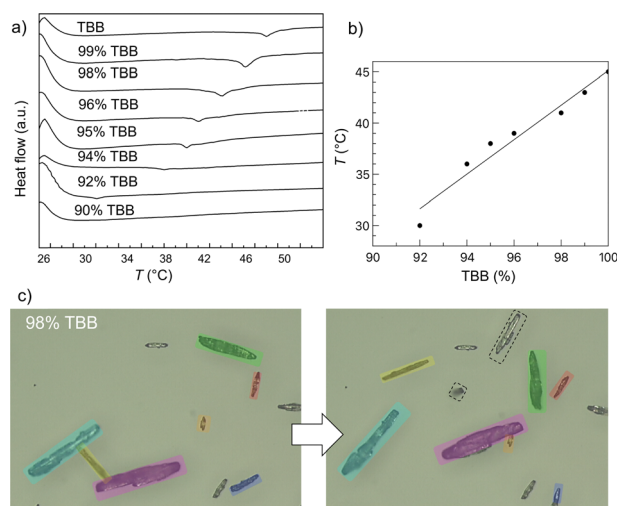 a)
TBB
99% TBB
98% TBB
96% TBB
95% TBB
94% TBB
92% TBB
90% TBB
Heat flow (a.u.)
26 30 34 38 42 46 50
T (°C)
b)
45
40
35
30
T (°C)
90 92 94 96 98 100
TBB (%)
c)
98% TBB